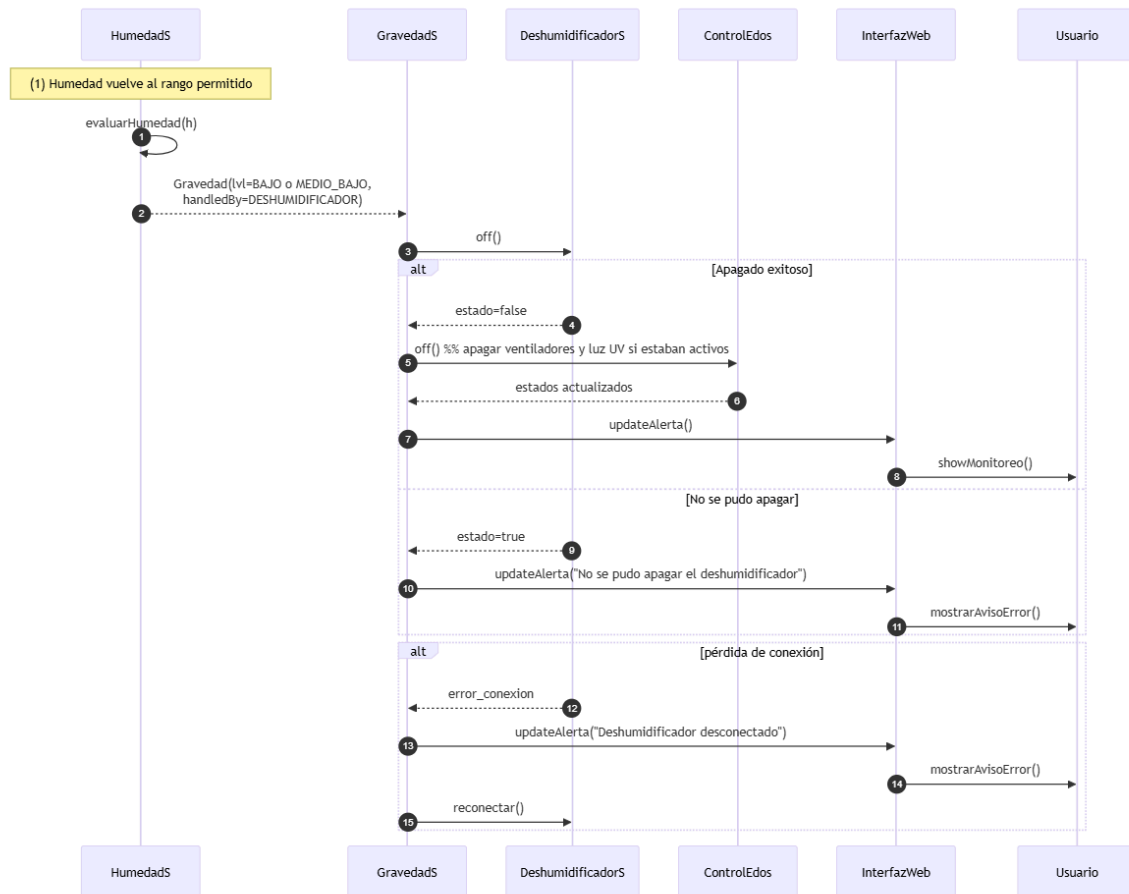 HumedadS
GravedadS
DeshumidificadorS
ControlEdos
InterfazWeb
Usuario
(1) Humedad vuelve al rango permitido
evaluarHumedad(h)
1
Gravedad(lvl=BAJO o MEDIO_BAJO,
handledBy=DESHUMIDIFICADOR)
2
off()
3
alt
[Apagado exitoso]
estado=false
4
off() %% apagar ventiladores y luz UV si estaban activos
5
estados actualizados
6
updateAlerta()
7
showMonitoreo()
8
[No se pudo apagar]
estado=true
9
updateAlerta("No se pudo apagar el deshumidificador")
10
mostrarAvisoError()
11
alt
[pérdida de conexión]
error_conexion
12
updateAlerta("Deshumidificador desconectado")
13
mostrarAvisoError()
14
reconectar()
15
HumedadS
GravedadS
DeshumidificadorS
ControlEdos
InterfazWeb
Usuario